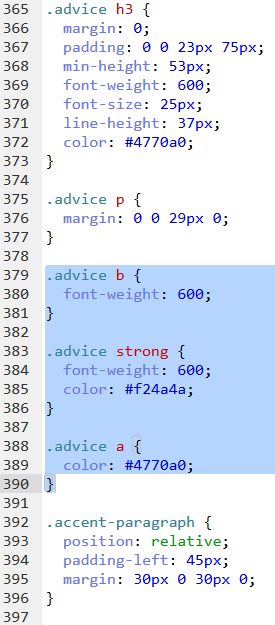 365 .advice h3 {
366   margin: 0;
367   padding: 0 0 23px 75px;
368   min-height: 53px;
369   font-weight: 600;
370   font-size: 25px;
371   line-height: 37px;
372   color: #4770a0;
373 }
374
375 .advice p {
376   margin: 0 0 29px 0;
377 }
378
379 .advice b {
380   font-weight: 600;
381 }
382
383 .advice strong {
384   font-weight: 600;
385   color: #f24a4a;
386 }
387
388 .advice a {
389   color: #4770a0;
390 }
391
392 .accent-paragraph {
393   position: relative;
394   padding-left: 45px;
395   margin: 30px 0 30px 0;
396 }
397